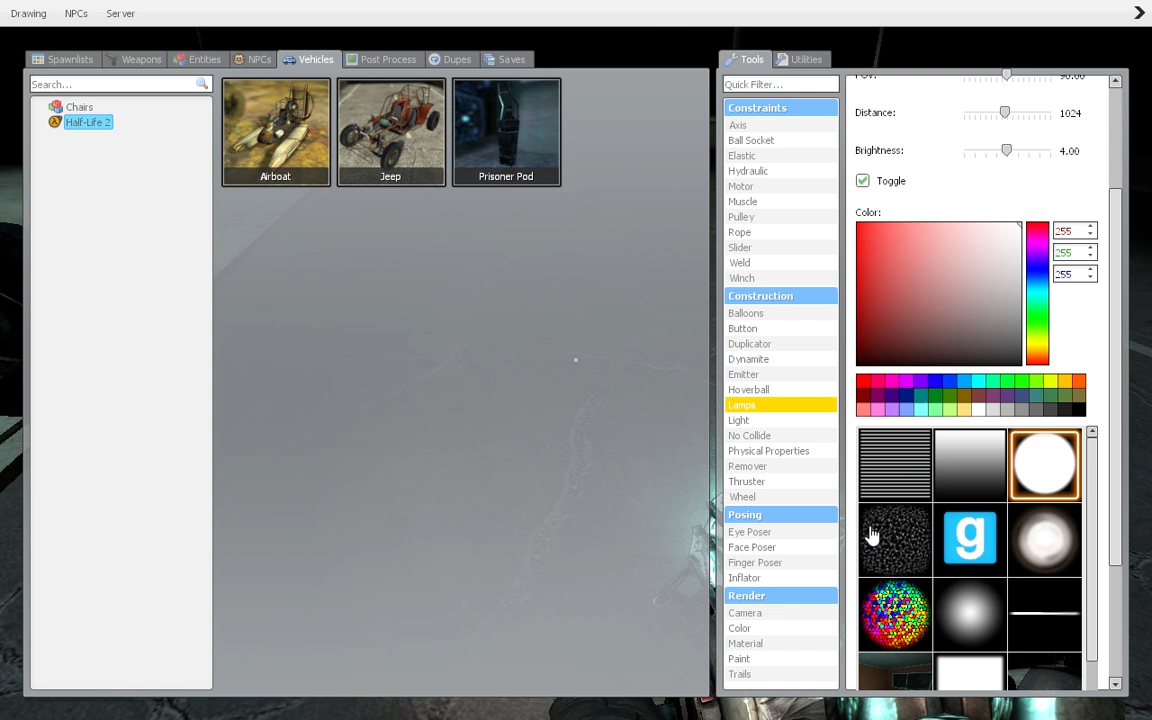 Drawing NPCs Server
Spawnlists Weapons Entities NPCs Vehicles Post Process Dupes Saves
Search...
Chairs
Half-Life 2
Airboat Jeep Prisoner Pod
Tools Utilities
Quick Filter...
Constraints
Axis
Ball Socket
Elastic
Hydraulic
Motor
Muscle
Pulley
Rope
Slider
Weld
Winch
Construction
Balloons
Button
Duplicator
Dynamite
Emitter
Hoverball
Lamps
Light
No Collide
Physical Properties
Remover
Thruster
Wheel
Posing
Eye Poser
Face Poser
Finger Poser
Inflator
Render
Camera
Color
Material
Paint
Trails
FOV: 90.00
Distance: 1024
Brightness: 4.00
Toggle
Color:
255
255
255
g